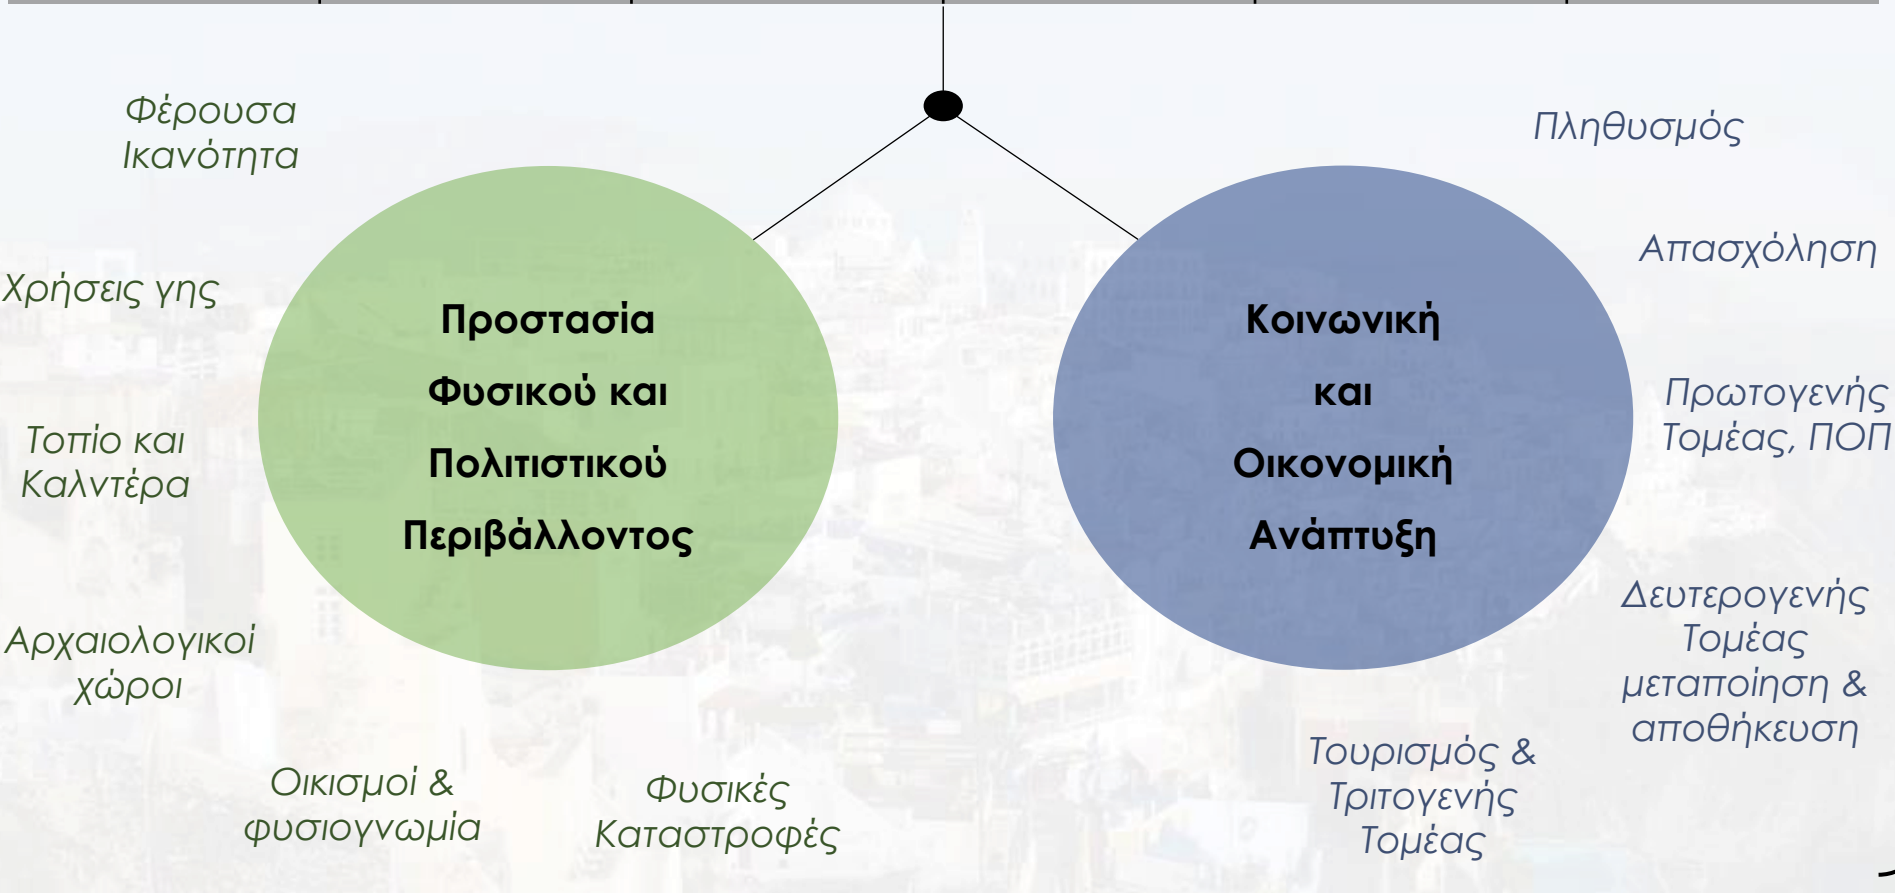 Φέρουσα
Ικανότητα
Χρήσεις γης
Τοπίο και
Καλντέρα
Αρχαιολογικοί
χώροι
Οικισμοί &
φυσιογνωμία
Φυσικές
Καταστροφές
Προστασία
Φυσικού και
Πολιτιστικού
Περιβάλλοντος
Κοινωνική
και
Οικονομική
Ανάπτυξη
Πληθυσμός
Απασχόληση
Πρωτογενής
Τομέας, ΠΟΠ
Δευτερογενής
Τομέας
μεταποίηση &
αποθήκευση
Τουρισμός &
Τριτογενής
Τομέας